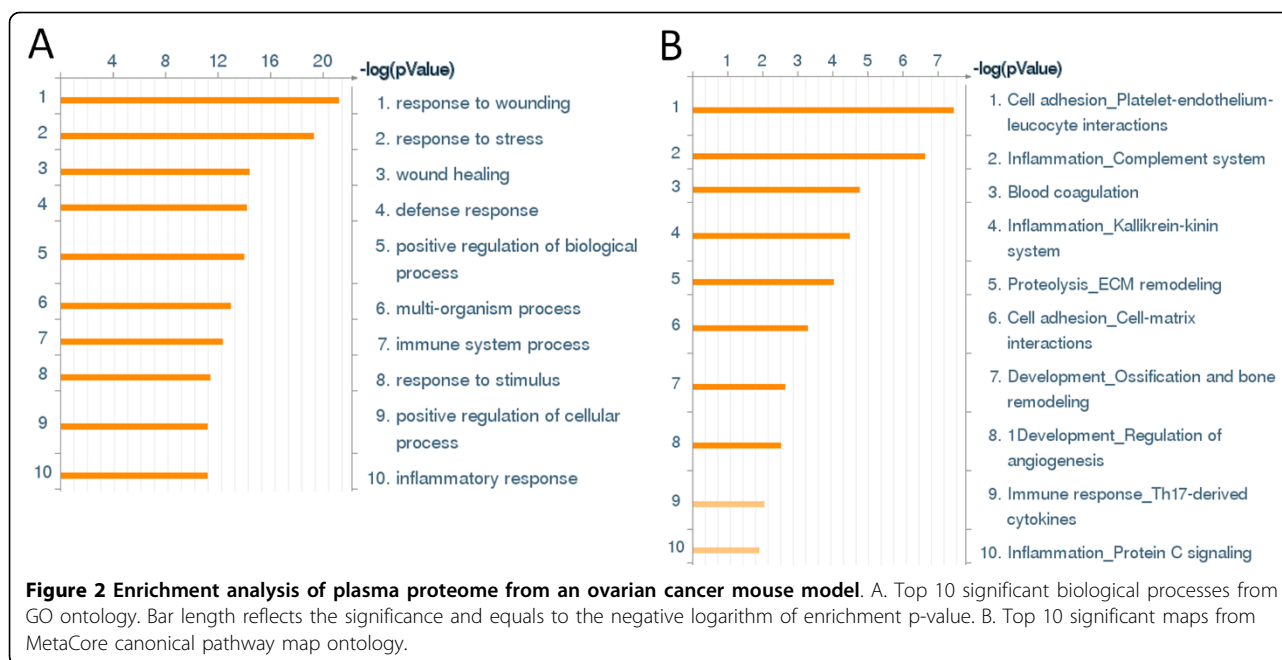 A
4 8 12 16 20
-log(pValue)
1
2
3
4
5
6
7
8
9
10
1. response to wounding
2. response to stress
3. wound healing
4. defense response
5. positive regulation of biological
process
6. multi-organism process
7. immune system process
8. response to stimulus
9. positive regulation of cellular
process
10. inflammatory response
B
1 2 3 4 5 6 7
-log(pValue)
1
2
3
4
5
6
7
8
9
10
1. Cell adhesion_Platelet-endothelium-
leucocyte interactions
2. Inflammation_Complement system
3. Blood coagulation
4. Inflammation_Kallikrein-kinin
system
5. Proteolysis_ECM remodeling
6. Cell adhesion_Cell-matrix
interactions
7. Development_Ossification and bone
remodeling
8. 1Development_Regulation of
angiogenesis
9. Immune response_Th17-derived
cytokines
10. Inflammation_Protein C signaling
Figure 2 Enrichment analysis of plasma proteome from an ovarian cancer mouse model. A. Top 10 significant biological processes from
GO ontology. Bar length reflects the significance and equals to the negative logarithm of enrichment p-value. B. Top 10 significant maps from
MetaCore canonical pathway map ontology.